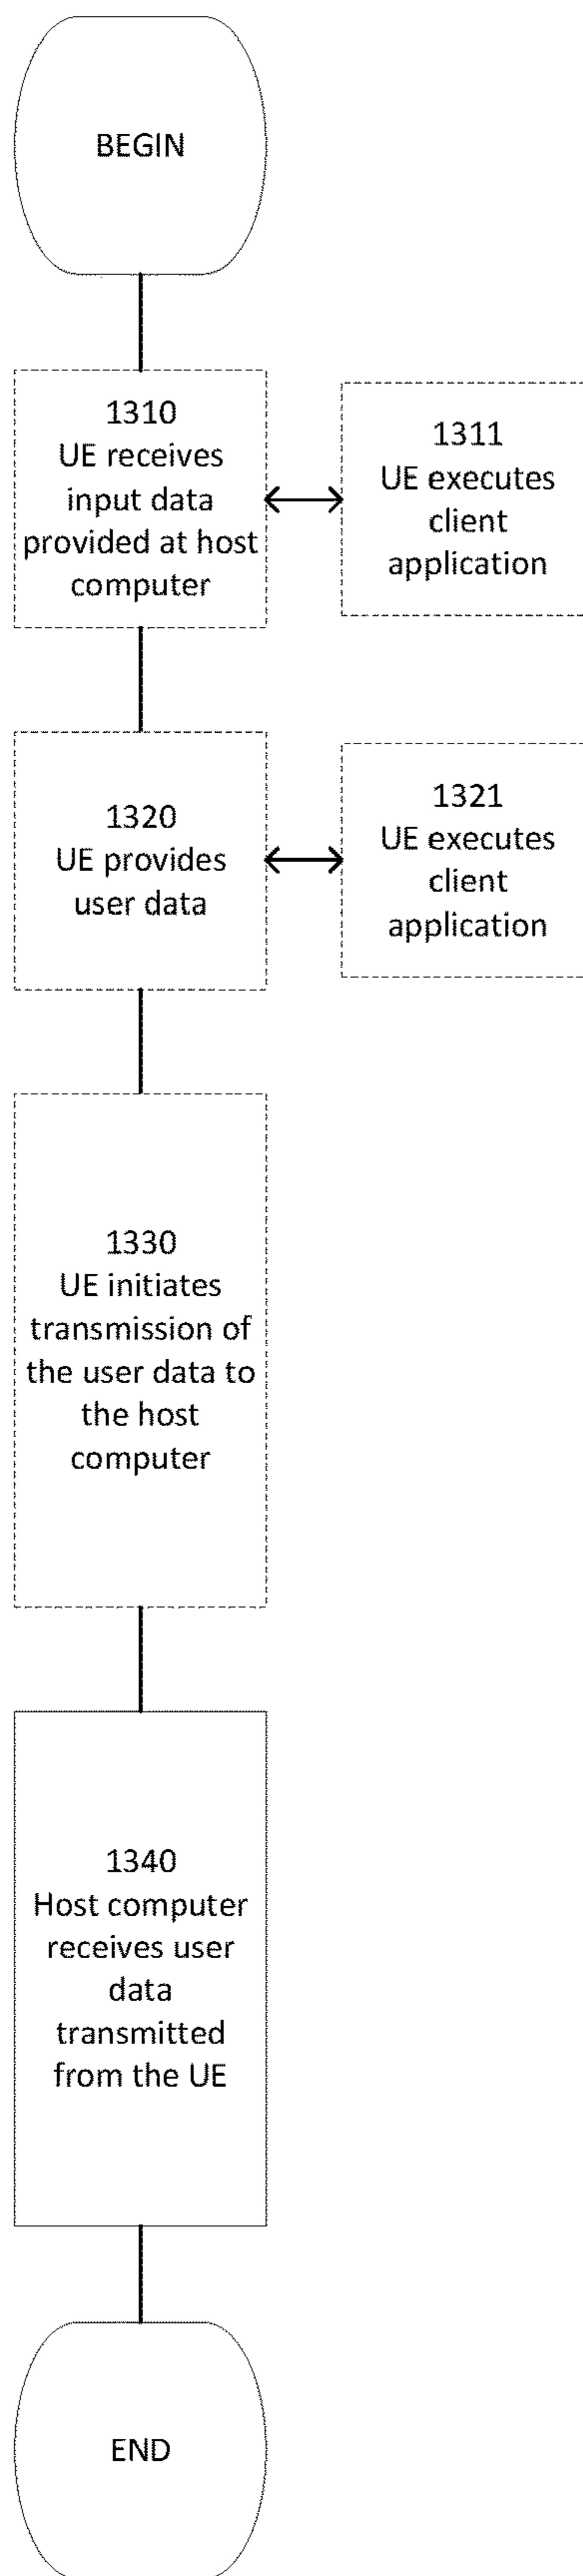 BEGIN
1310
UE receives
input data
provided at host
computer
1311
UE executes
client
application
1320
UE provides
user data
1321
UE executes
client
application
1330
UE initiates
transmission of
the user data to
the host
computer
1340
Host computer
receives user
data
transmitted
from the UE
END